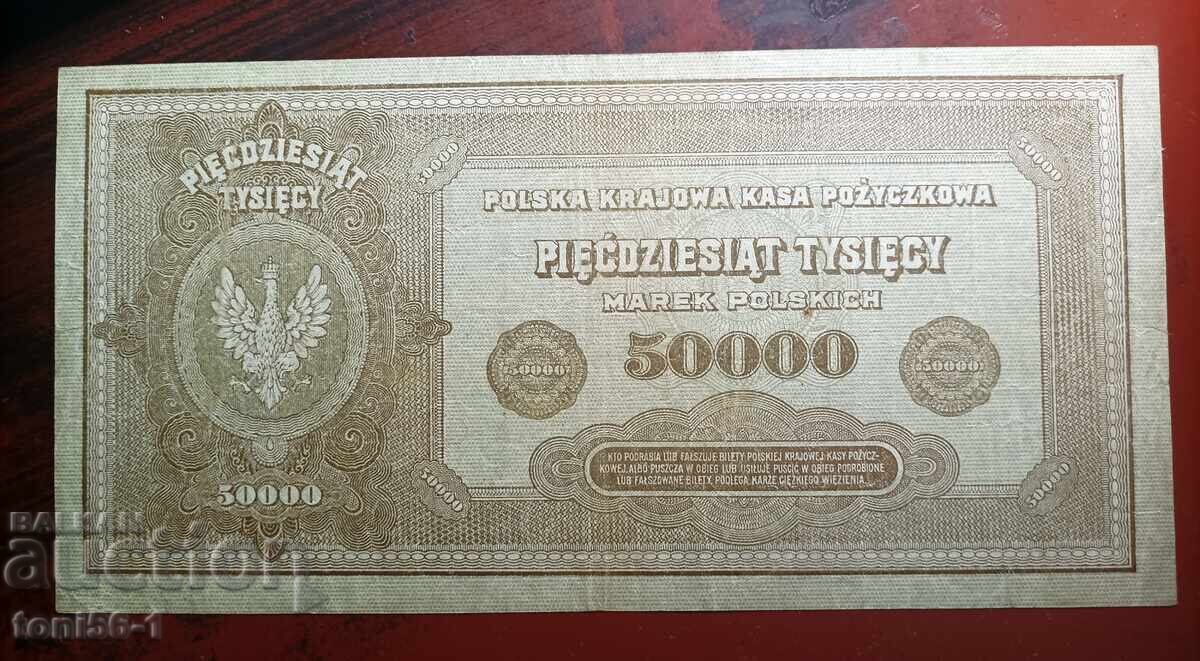 PIĘĆDZIESIĄT
TYSIĘCY
50000
50000
50000
POLSKA KRAJOWA KASA POŻYCZKOWA
PIĘĆDZIESIĄT TYSIĘCY
MAREK POLSKICH
50000
50000
50000
KTO PODRABIA LUB FAŁSZUJE BILETY POLSKIEJ KRAJOWEJ KASY POŻYCZ-
KOWEJ, ALBO PUSZCZA W OBIEG LUB USIŁUJE PUŚCIĆ W OBIEG PODROBIONE
LUB FAŁSZOWANE BILETY, PODLEGA KARZE CIĘŻKIEGO WIĘZIENIA
50000
50000
50000
BALKAN
auction
toni56-1